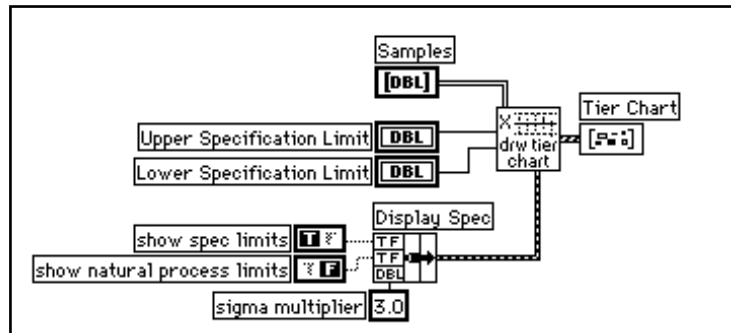 Samples
[DBL]
Tier Chart
X
drw tier
chart
Upper Specification Limit DBL
Lower Specification Limit DBL
Display Spec
show spec limits T F
TF
show natural process limits T F
TF
DBL
sigma multiplier 3.0